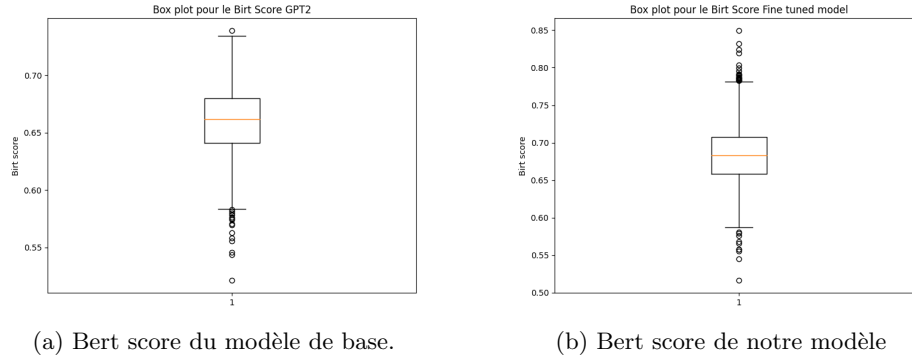 Box plot pour le Birt Score GPT2
Birt score
0.70
0.65
0.60
0.55
1
(a) Bert score du modèle de base.
Box plot pour le Birt Score Fine tuned model
Birt score
0.85
0.80
0.75
0.70
0.65
0.60
0.55
0.50
1
(b) Bert score de notre modèle